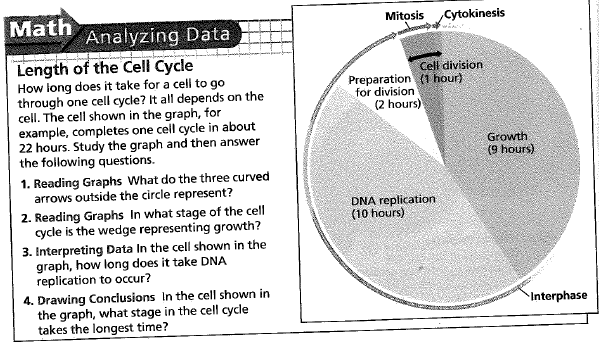 Math Analyzing Data
Length of the Cell Cycle
How long does it take for a cell to go
through one cell cycle? It all depends on the
cell. The cell shown in the graph, for
example, completes one cell cycle in about
22 hours. Study the graph and then answer
the following questions.
1. Reading Graphs What do the three curved
arrows outside the circle represent?
2. Reading Graphs In what stage of the cell
cycle is the wedge representing growth?
3. Interpreting Data In the cell shown in the
graph, how long does it take DNA
replication to occur?
4. Drawing Conclusions In the cell shown in
the graph, what stage in the cell cycle
takes the longest time?
Mitosis
Cytokinesis
Cell division
(1 hour)
Preparation
for division
(2 hours)
Growth
(9 hours)
DNA replication
(10 hours)
Interphase